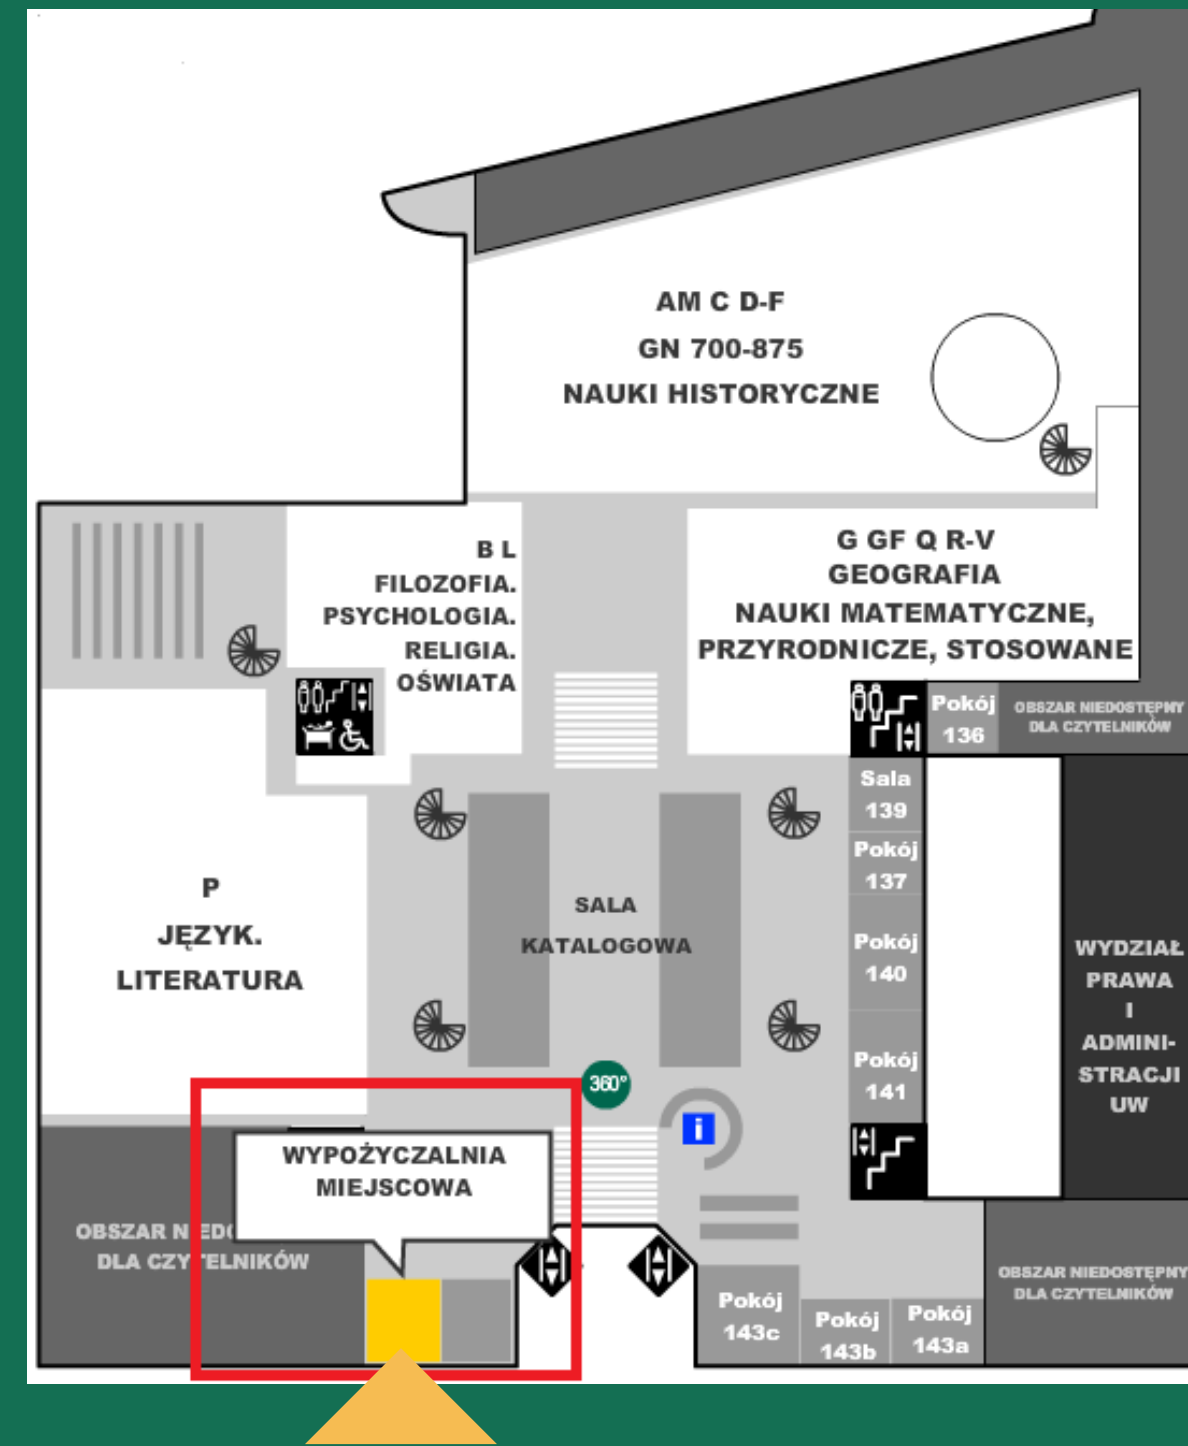 AM C D-F
GN 700-875
NAUKI HISTORYCZNE
B L
FILOZOFIA.
PSYCHOLOGIA.
RELIGIA.
OŚWIATA
G GF Q R-V
GEOGRAFIA
NAUKI MATEMATYCZNE,
PRZYRODNICZE, STOSOWANE
Pokój
136
OBSZAR NIEDOSTĘPNY
DLA CZYTELNIKÓW
Sala
139
Pokój
137
P
JĘZYK.
LITERATURA
SALA
KATALOGOWA
Pokój
140
WYDZIAŁ
PRAWA
I
ADMINI-
STRACJI
UW
Pokój
141
360°
i
WYPOŻYCZALNIA
MIEJSCOWA
OBSZAR
DLA CZYTELNIKÓW
Pokój
143c
Pokój
143b
Pokój
143a
OBSZAR NIEDOSTĘPNY
DLA CZYTELNIKÓW